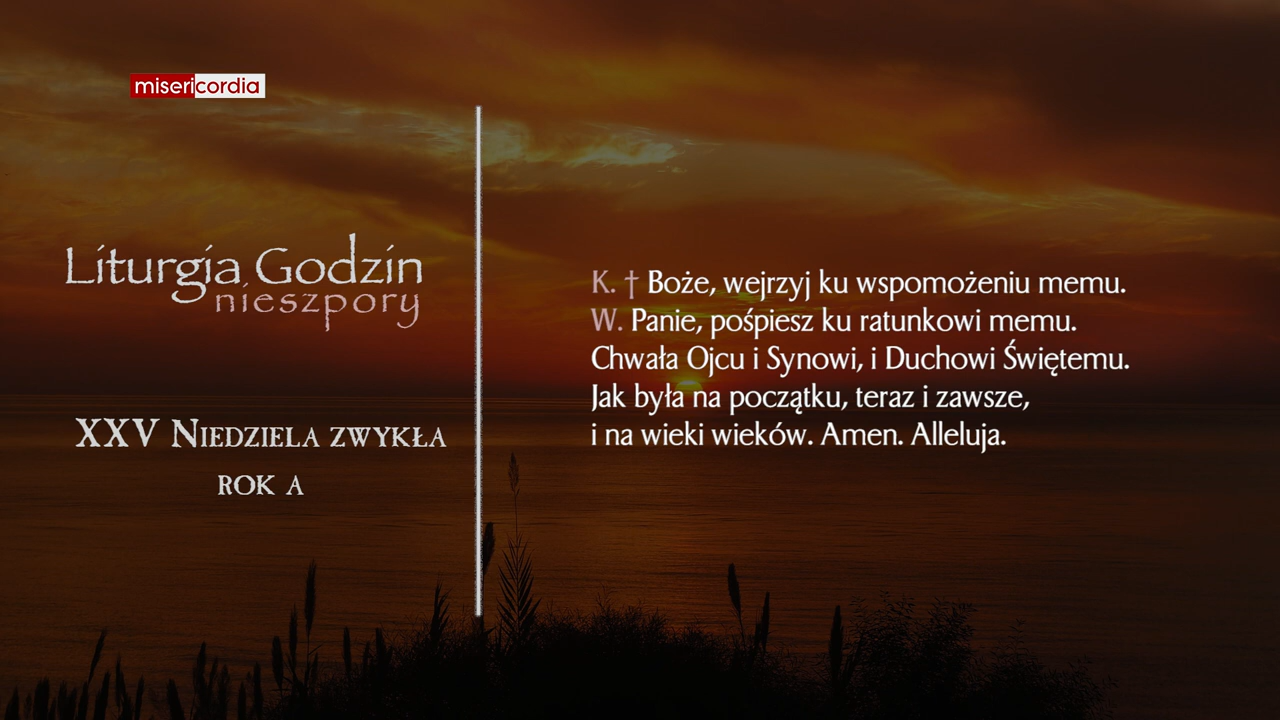 misericordia
Liturgia Godzin
nieszpory
XXV Niedziela zwykła
rok A
K. † Boże, wejrzyj ku wspomożeniu memu.
W. Panie, pośpiesz ku ratunkowi memu.
Chwała Ojcu i Synowi, i Duchowi Świętemu.
Jak była na początku, teraz i zawsze,
i na wieki wieków. Amen. Alleluja.